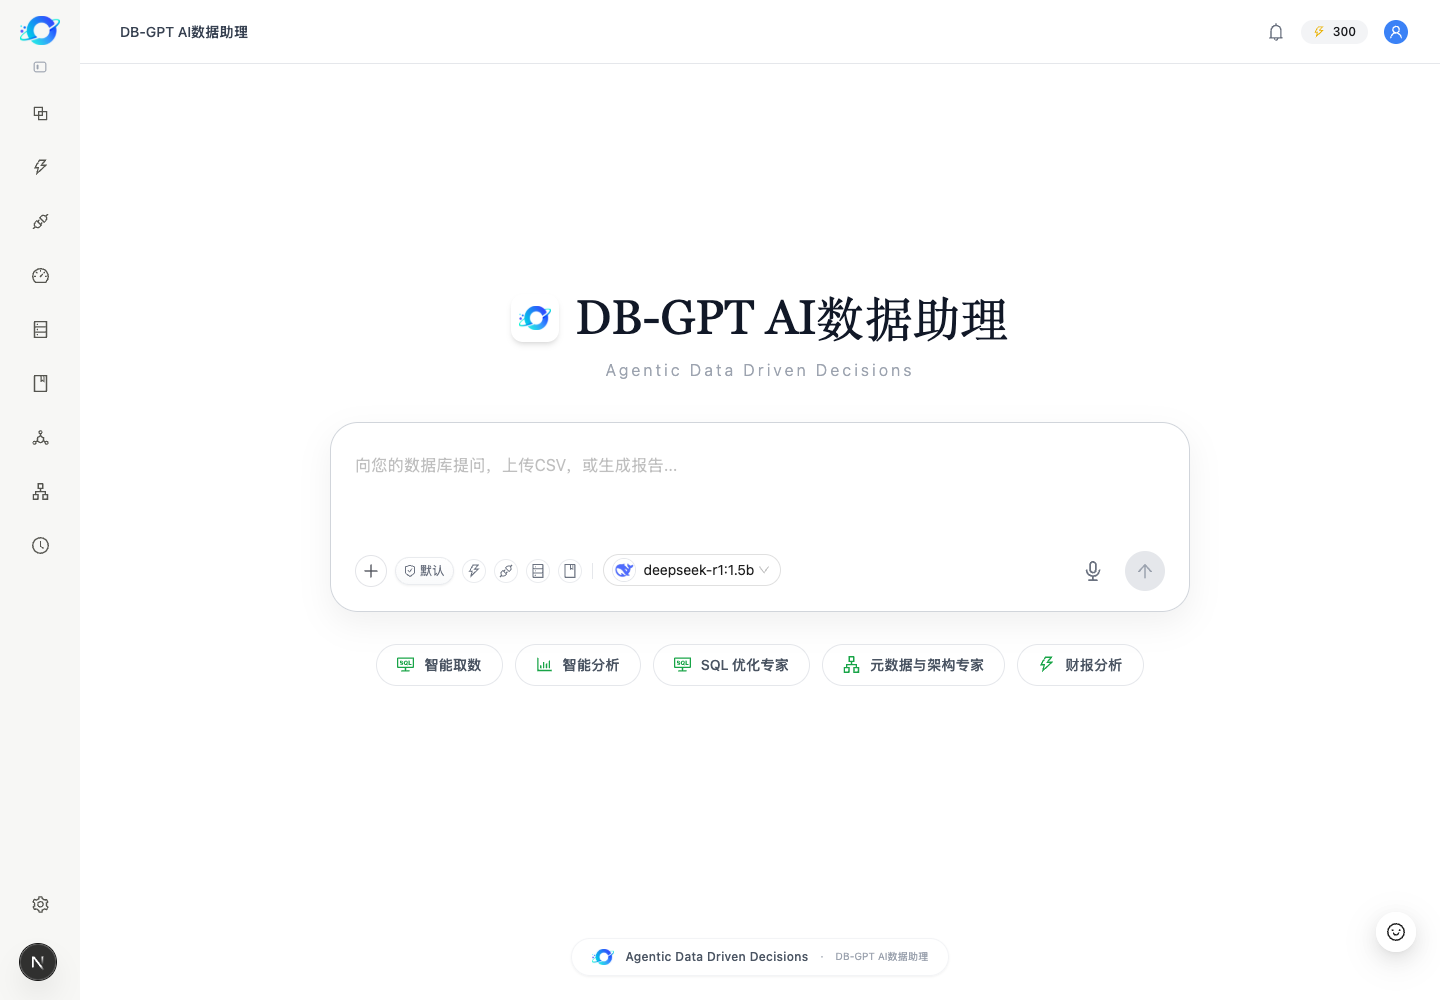 DB-GPT AI数据助理
300
DB-GPT AI数据助理
Agentic Data Driven Decisions
向您的数据库提问，上传CSV，或生成报告...
默认
deepseek-r1:1.5b
SQL 智能取数
智能分析
SQL SQL 优化专家
元数据与架构专家
财报分析
N
Agentic Data Driven Decisions · DB-GPT AI数据助理